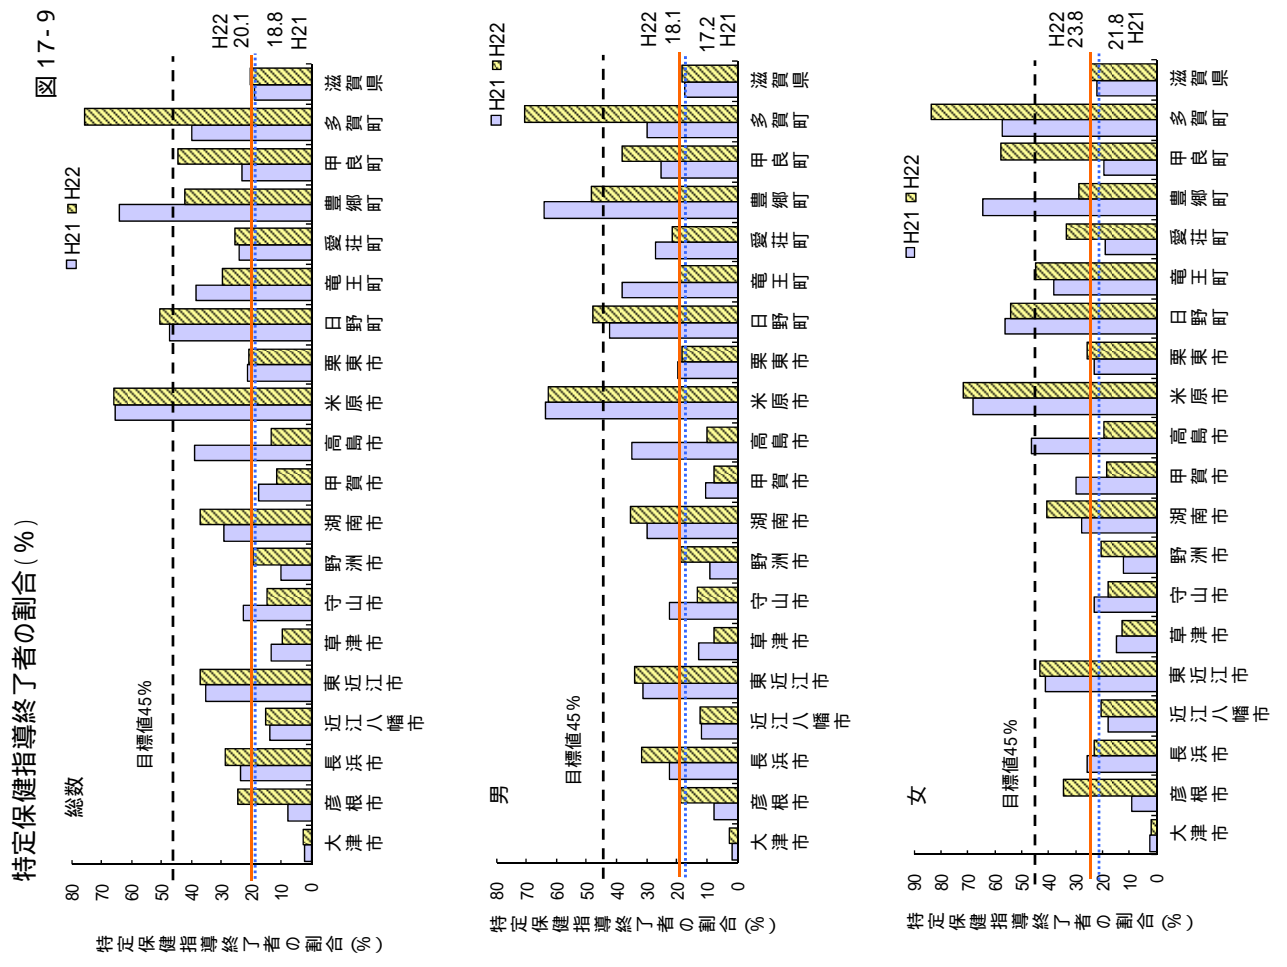 図17-9
特定保健指導終了者の割合(%)
総数
H21 H22
目標値45%
H22
20.1
18.8
H21
特定保健指導終了者の割合(%)
80
70
60
50
40
30
20
10
0
大津市
彦根市
長浜市
近江八幡市
東近江市
草津市
守山市
野洲市
湖南市
甲賀市
高島市
米原市
栗東市
日野町
竜王町
愛荘町
豊郷町
甲良町
多賀町
滋賀県
男
H21 H22
目標値45%
H22
18.1
17.2
H21
特定保健指導終了者の割合(%)
80
70
60
50
40
30
20
10
0
大津市
彦根市
長浜市
近江八幡市
東近江市
草津市
守山市
野洲市
湖南市
甲賀市
高島市
米原市
栗東市
日野町
竜王町
愛荘町
豊郷町
甲良町
多賀町
滋賀県
女
H21 H22
目標値45%
H22
23.8
21.8
H21
特定保健指導終了者の割合(%)
90
80
70
60
50
40
30
20
10
0
大津市
彦根市
長浜市
近江八幡市
東近江市
草津市
守山市
野洲市
湖南市
甲賀市
高島市
米原市
栗東市
日野町
竜王町
愛荘町
豊郷町
甲良町
多賀町
滋賀県